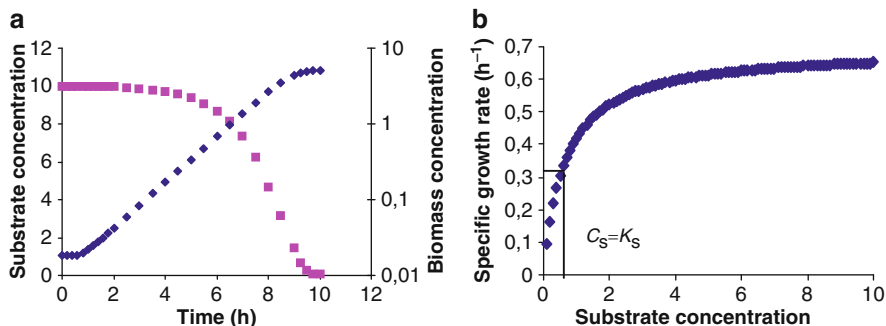 a
Substrate concentration
12
10
8
6
4
2
0
0 2 4 6 8 10 12
Time (h)
10
1
0,1
0,01
Biomass concentration
b
Specific growth rate (h⁻¹)
0,7
0,6
0,5
0,4
0,3
0,2
0,1
0
0 2 4 6 8 10
Substrate concentration
Cs=Ks